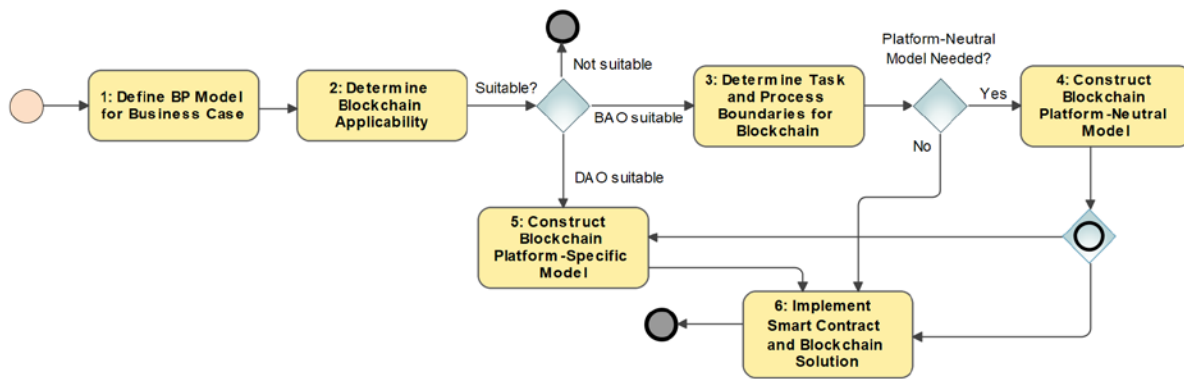 Platform-Neutral
Model Needed?
1: Define BP Model
for Business Case
2: Determine
Blockchain
Applicability
Suitable?
Not suitable
BAO suitable
DAO suitable
3: Determine Task
and Process
Boundaries for
Blockchain
Yes
No
4: Construct
Blockchain
Platform-Neutral
Model
5: Construct
Blockchain
Platform-Specific
Model
6: Implement
Smart Contract
and Blockchain
Solution